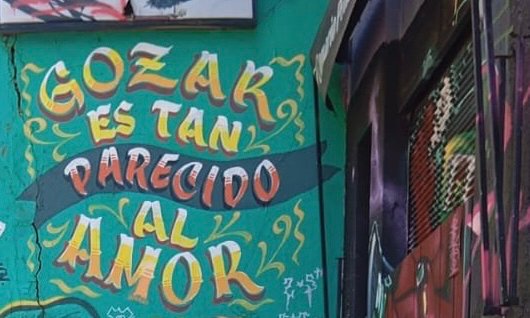 GOZAR
ES TAN
PARECIDO
AL
AMOR